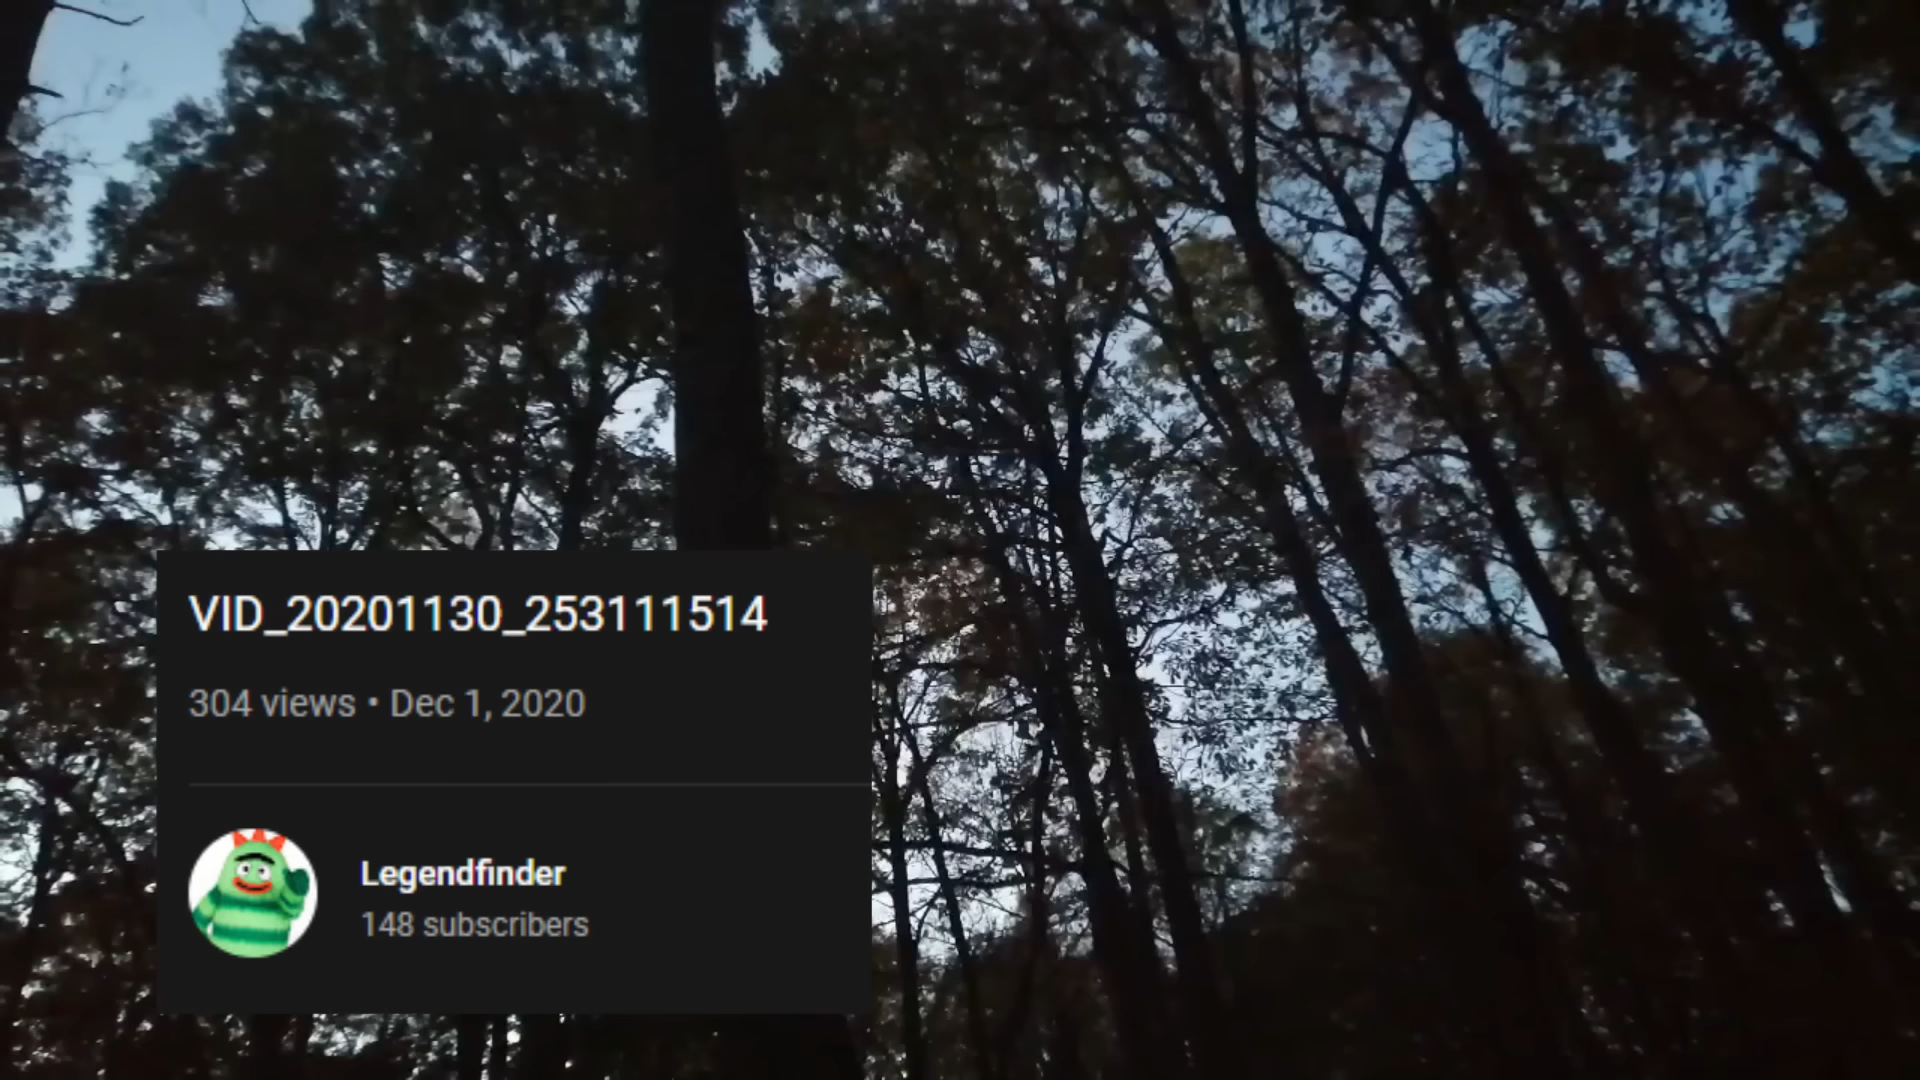 VID_20201130_253111514
304 views • Dec 1, 2020
Legendfinder
148 subscribers